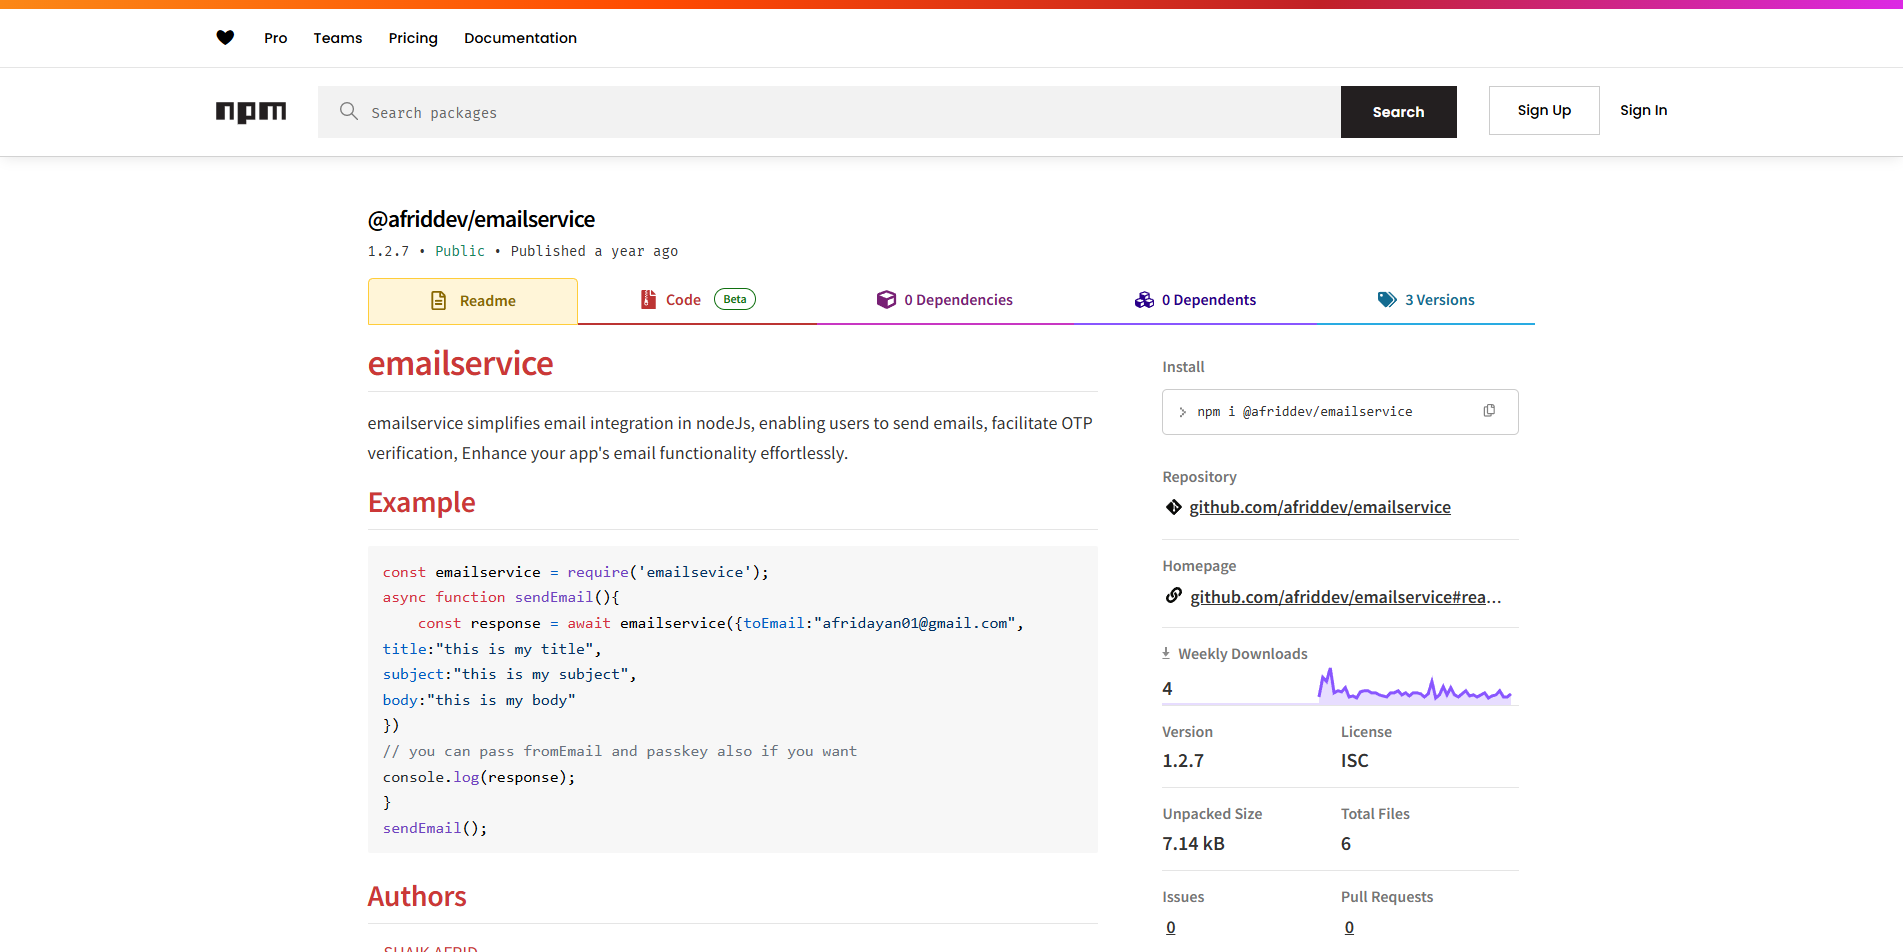 Pro Teams Pricing Documentation
npm Search packages Search Sign Up Sign In
@afriddev/emailservice
1.2.7 • Public • Published a year ago
Readme Code Beta 0 Dependencies 0 Dependents 3 Versions
emailservice
emailservice simplifies email integration in nodeJs, enabling users to send emails, facilitate OTP
verification, Enhance your app's email functionality effortlessly.
Example
const emailservice = require('emailsevice');
async function sendEmail(){
    const response = await emailservice({toEmail:"afridayan01@gmail.com",
title:"this is my title",
subject:"this is my subject",
body:"this is my body"
})
// you can pass fromEmail and passkey also if you want
console.log(response);
}
sendEmail();
Authors
SHAIK AFRID
Install
npm i @afriddev/emailservice
Repository
github.com/afriddev/emailservice
Homepage
github.com/afriddev/emailservice#rea...
Weekly Downloads
4
Version License
1.2.7 ISC
Unpacked Size Total Files
7.14 kB 6
Issues Pull Requests
0 0